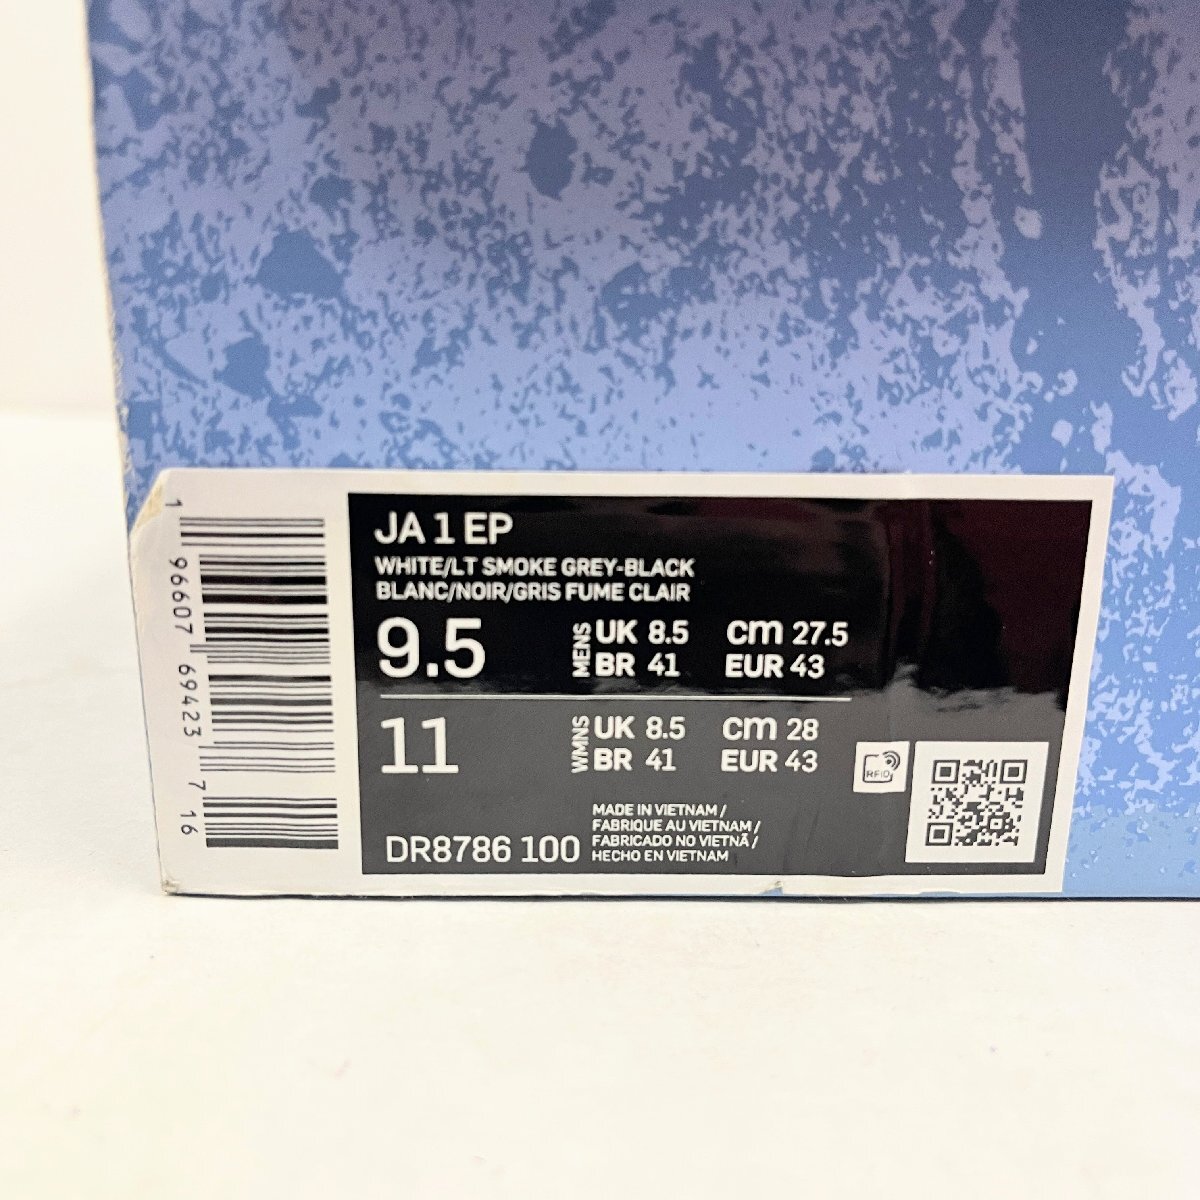 1 96607 69423 7 16
JA 1 EP
WHITE/LT SMOKE GREY-BLACK
BLANC/NOIR/GRIS FUME CLAIR
9.5 MENS UK 8.5 cm 27.5
BR 41 EUR 43
11 WMNS UK 8.5 cm 28
BR 41 EUR 43
RFID
DR8786 100
MADE IN VIETNAM /
FABRIQUE AU VIETNAM /
FABRICADO NO VIETNÃ /
HECHO EN VIETNAM